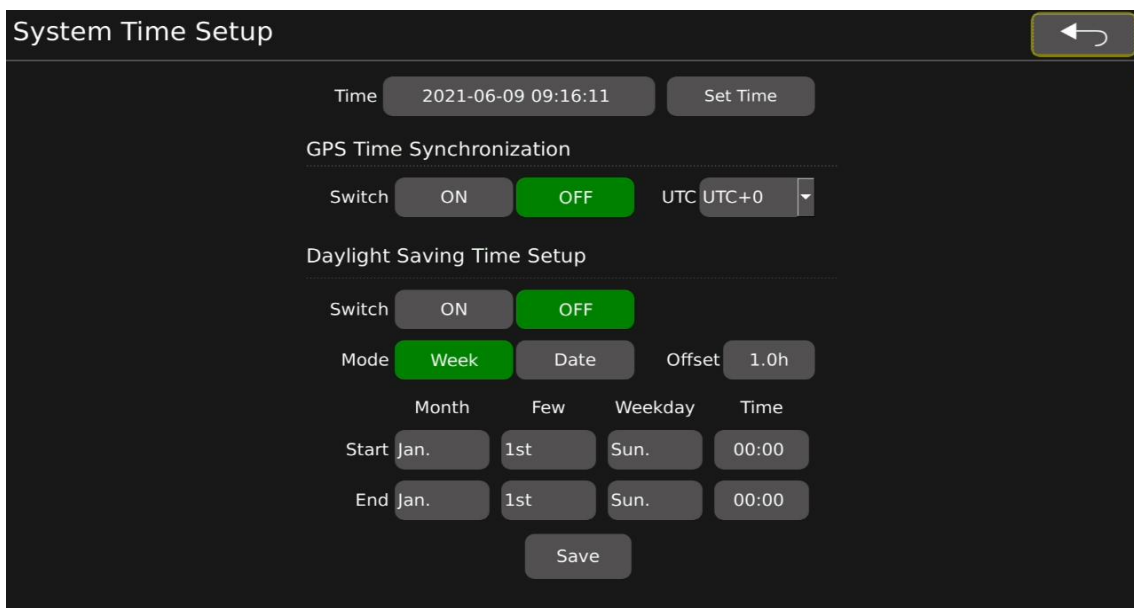 System Time Setup
Time 2021-06-09 09:16:11 Set Time
GPS Time Synchronization
Switch ON OFF UTC UTC+0
Daylight Saving Time Setup
Switch ON OFF
Mode Week Date Offset 1.0h
Month Few Weekday Time
Start Jan. 1st Sun. 00:00
End Jan. 1st Sun. 00:00
Save